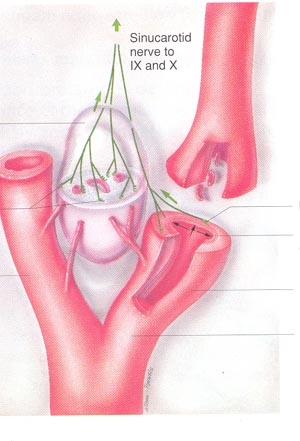 Sinucarotid
nerve to
IX and X